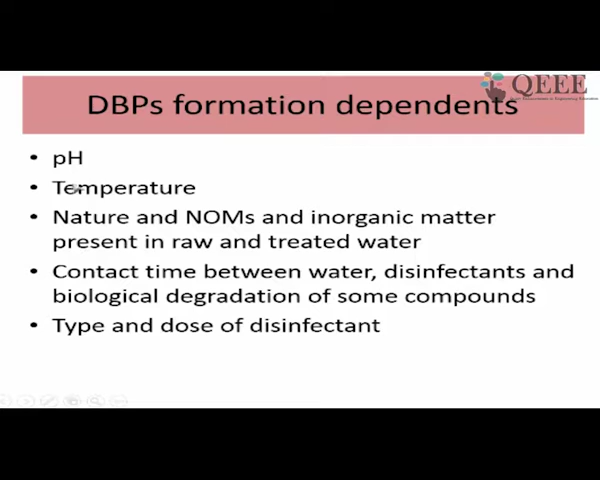 QEEE
DBPs formation dependents
• pH
• Temperature
• Nature and NOMs and inorganic matter
present in raw and treated water
• Contact time between water, disinfectants and
biological degradation of some compounds
• Type and dose of disinfectant